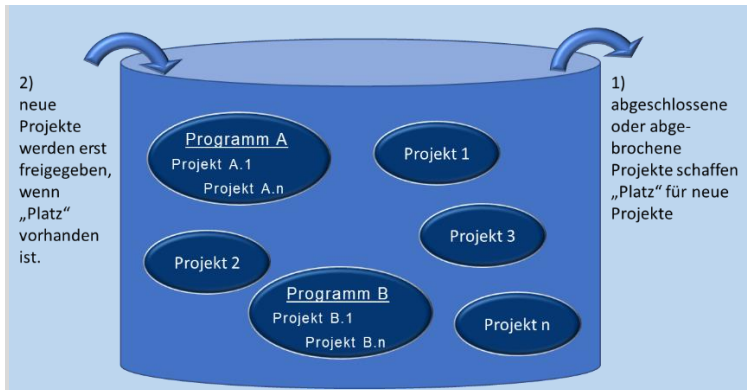 2)
neue
Projekte
werden erst
freigegeben,
wenn
„Platz“
vorhanden
ist.
Programm A
Projekt A.1
Projekt A.n
Projekt 1
Projekt 3
Projekt 2
Programm B
Projekt B.1
Projekt B.n
Projekt n
1)
abgeschlossene
oder abge-
brochene
Projekte schaffen
„Platz“ für neue
Projekte